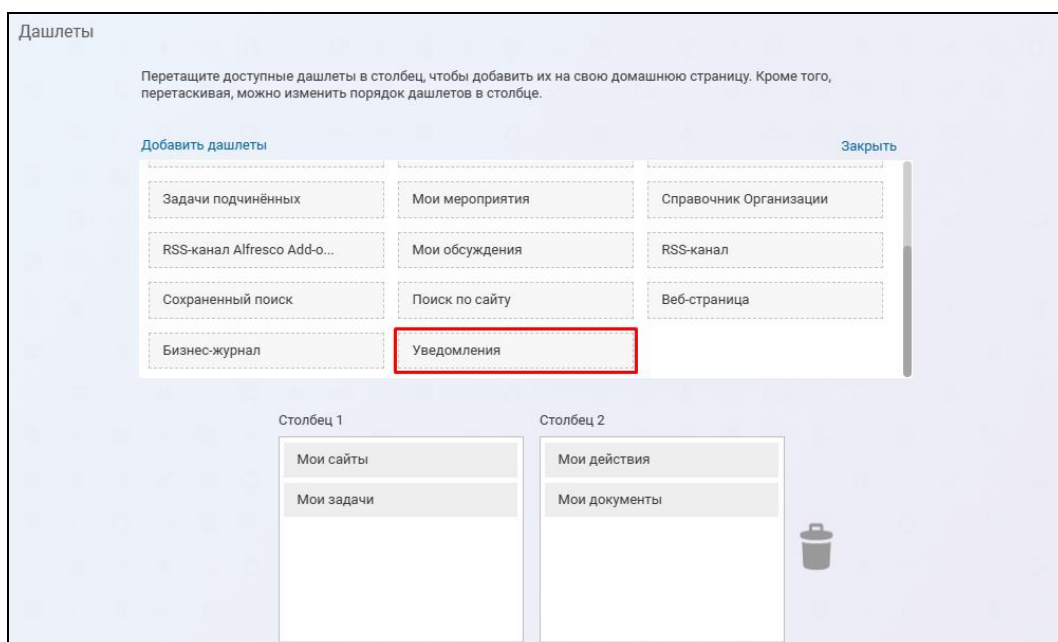 Дашлеты
Перетащите доступные дашлеты в столбец, чтобы добавить их на свою домашнюю страницу. Кроме того,
перетаскивая, можно изменить порядок дашлетов в столбце.
Добавить дашлеты Закрыть
Задачи подчинённых Мои мероприятия Справочник Организации
RSS-канал Alfresco Add-o... Мои обсуждения RSS-канал
Сохраненный поиск Поиск по сайту Веб-страница
Бизнес-журнал Уведомления
Столбец 1 Столбец 2
Мои сайты Мои действия
Мои задачи Мои документы